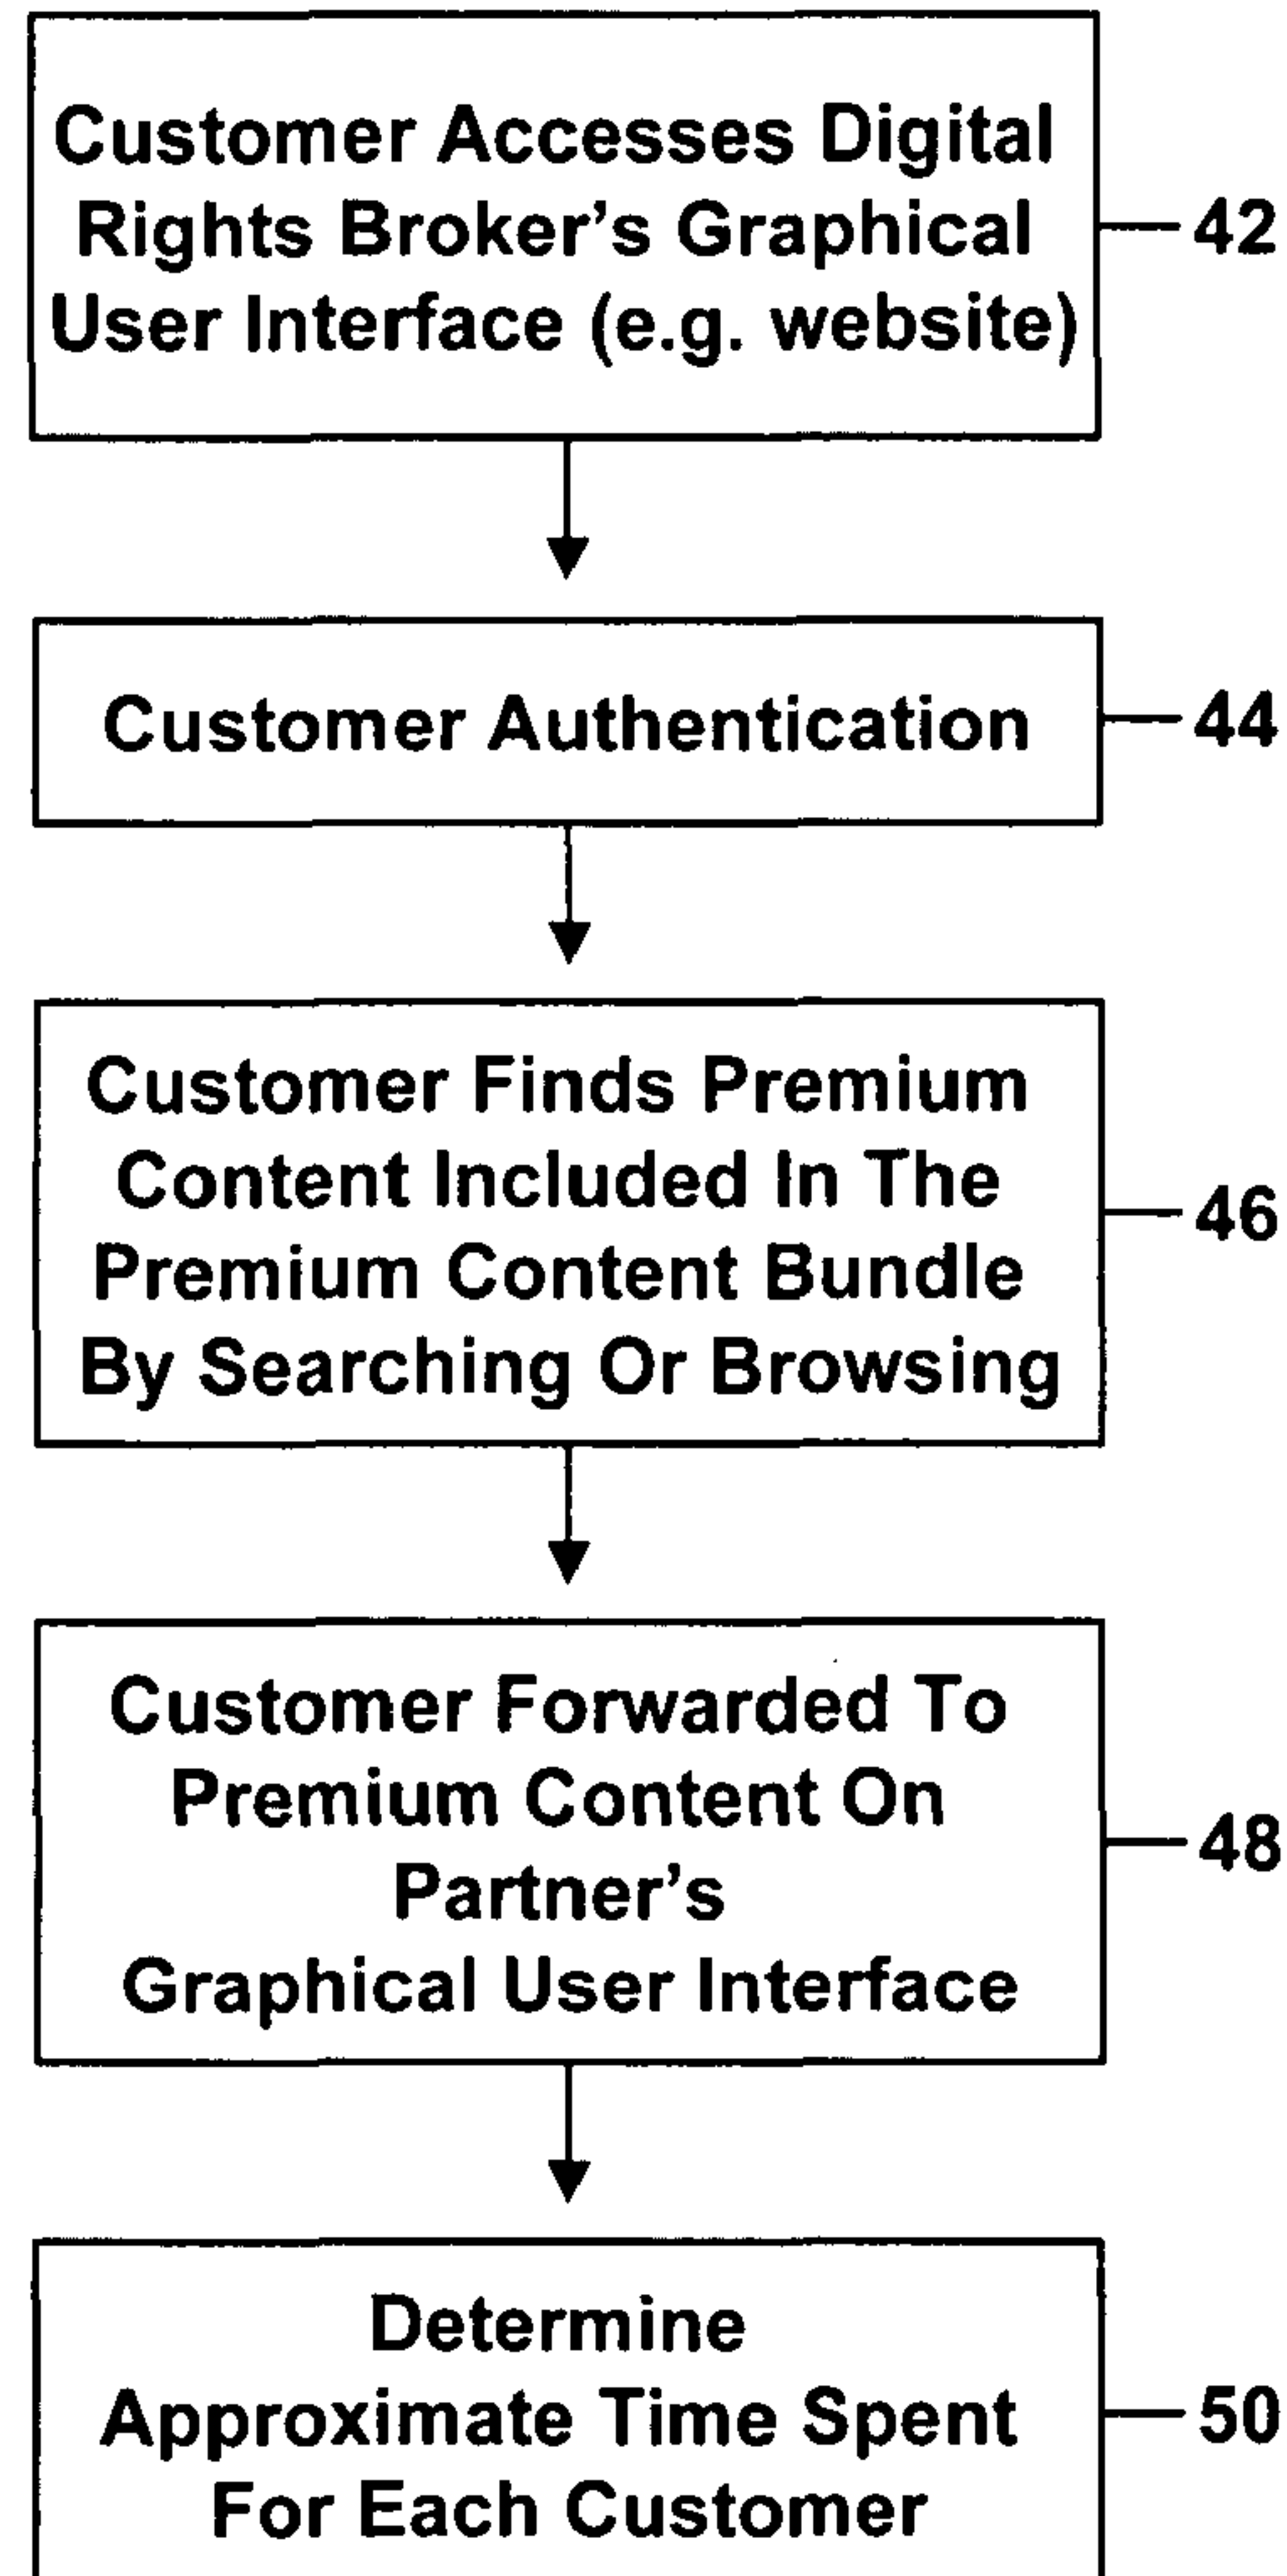 Customer Accesses Digital
Rights Broker's Graphical
User Interface (e.g. website)
42
Customer Authentication
44
Customer Finds Premium
Content Included In The
Premium Content Bundle
By Searching Or Browsing
46
Customer Forwarded To
Premium Content On
Partner's
Graphical User Interface
48
Determine
Approximate Time Spent
For Each Customer
50